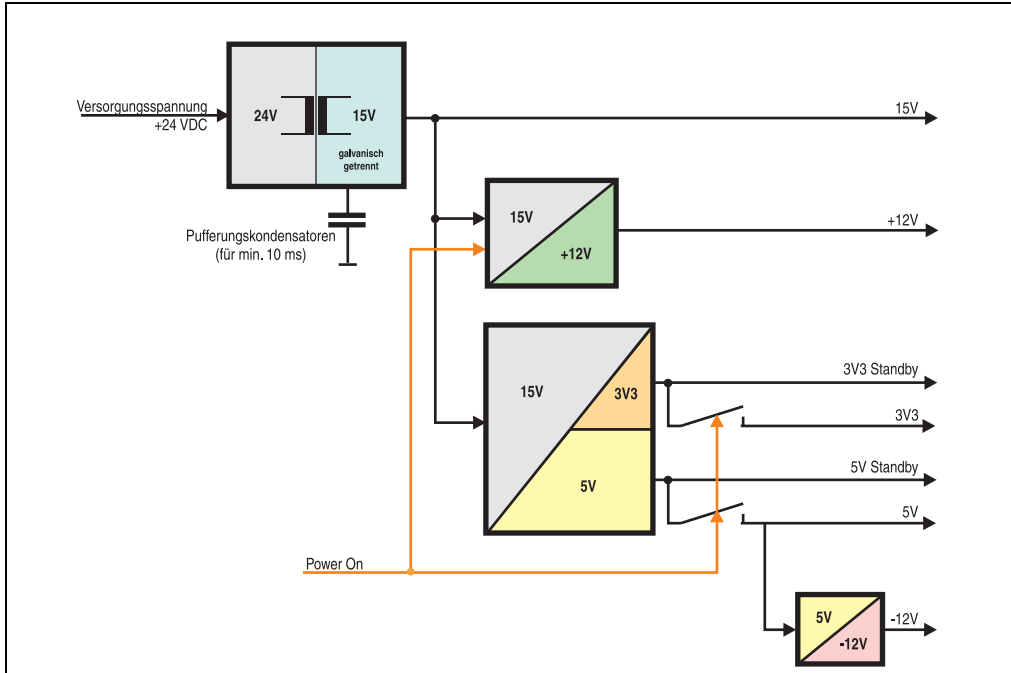 Versorgungsspannung
+24 VDC
24V
15V
galvanisch
getrennt
15V
Pufferungskondensatoren
(für min. 10 ms)
15V
+12V
+12V
15V
3V3
5V
3V3 Standby
3V3
5V Standby
5V
Power On
5V
-12V
-12V